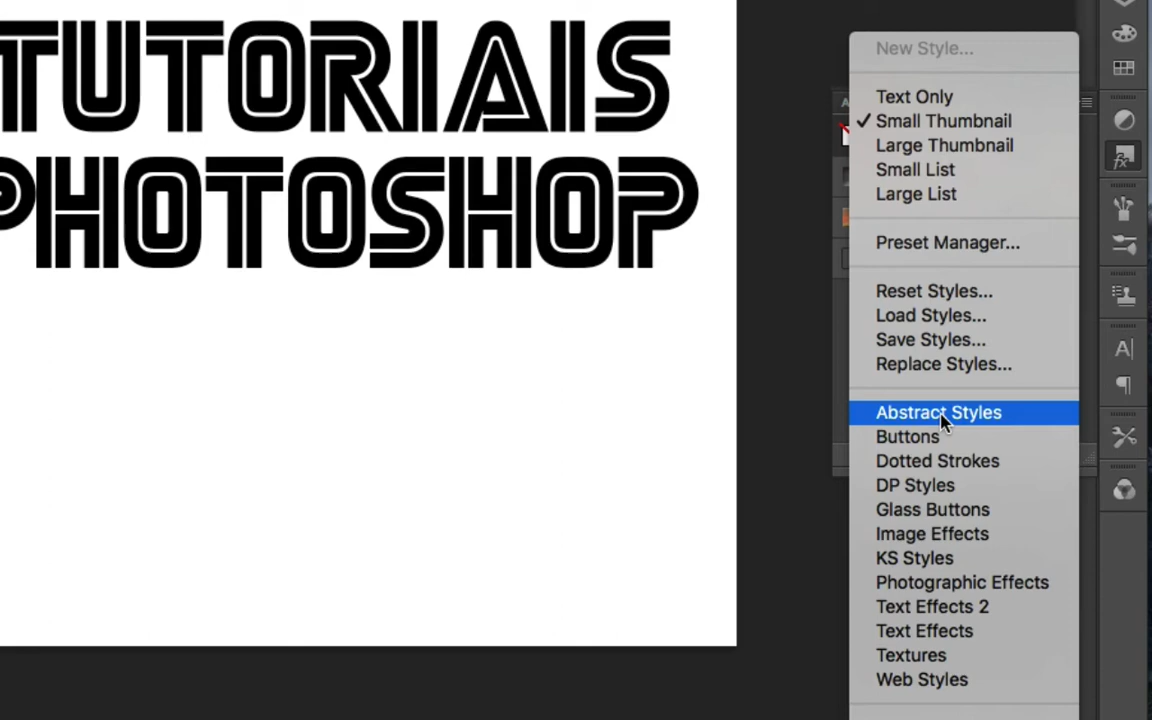 TUTORIAIS
PHOTOSHOP
New Style...
Text Only
Small Thumbnail
Large Thumbnail
Small List
Large List
Preset Manager...
Reset Styles...
Load Styles...
Save Styles...
Replace Styles...
Abstract Styles
Buttons
Dotted Strokes
DP Styles
Glass Buttons
Image Effects
KS Styles
Photographic Effects
Text Effects 2
Text Effects
Textures
Web Styles